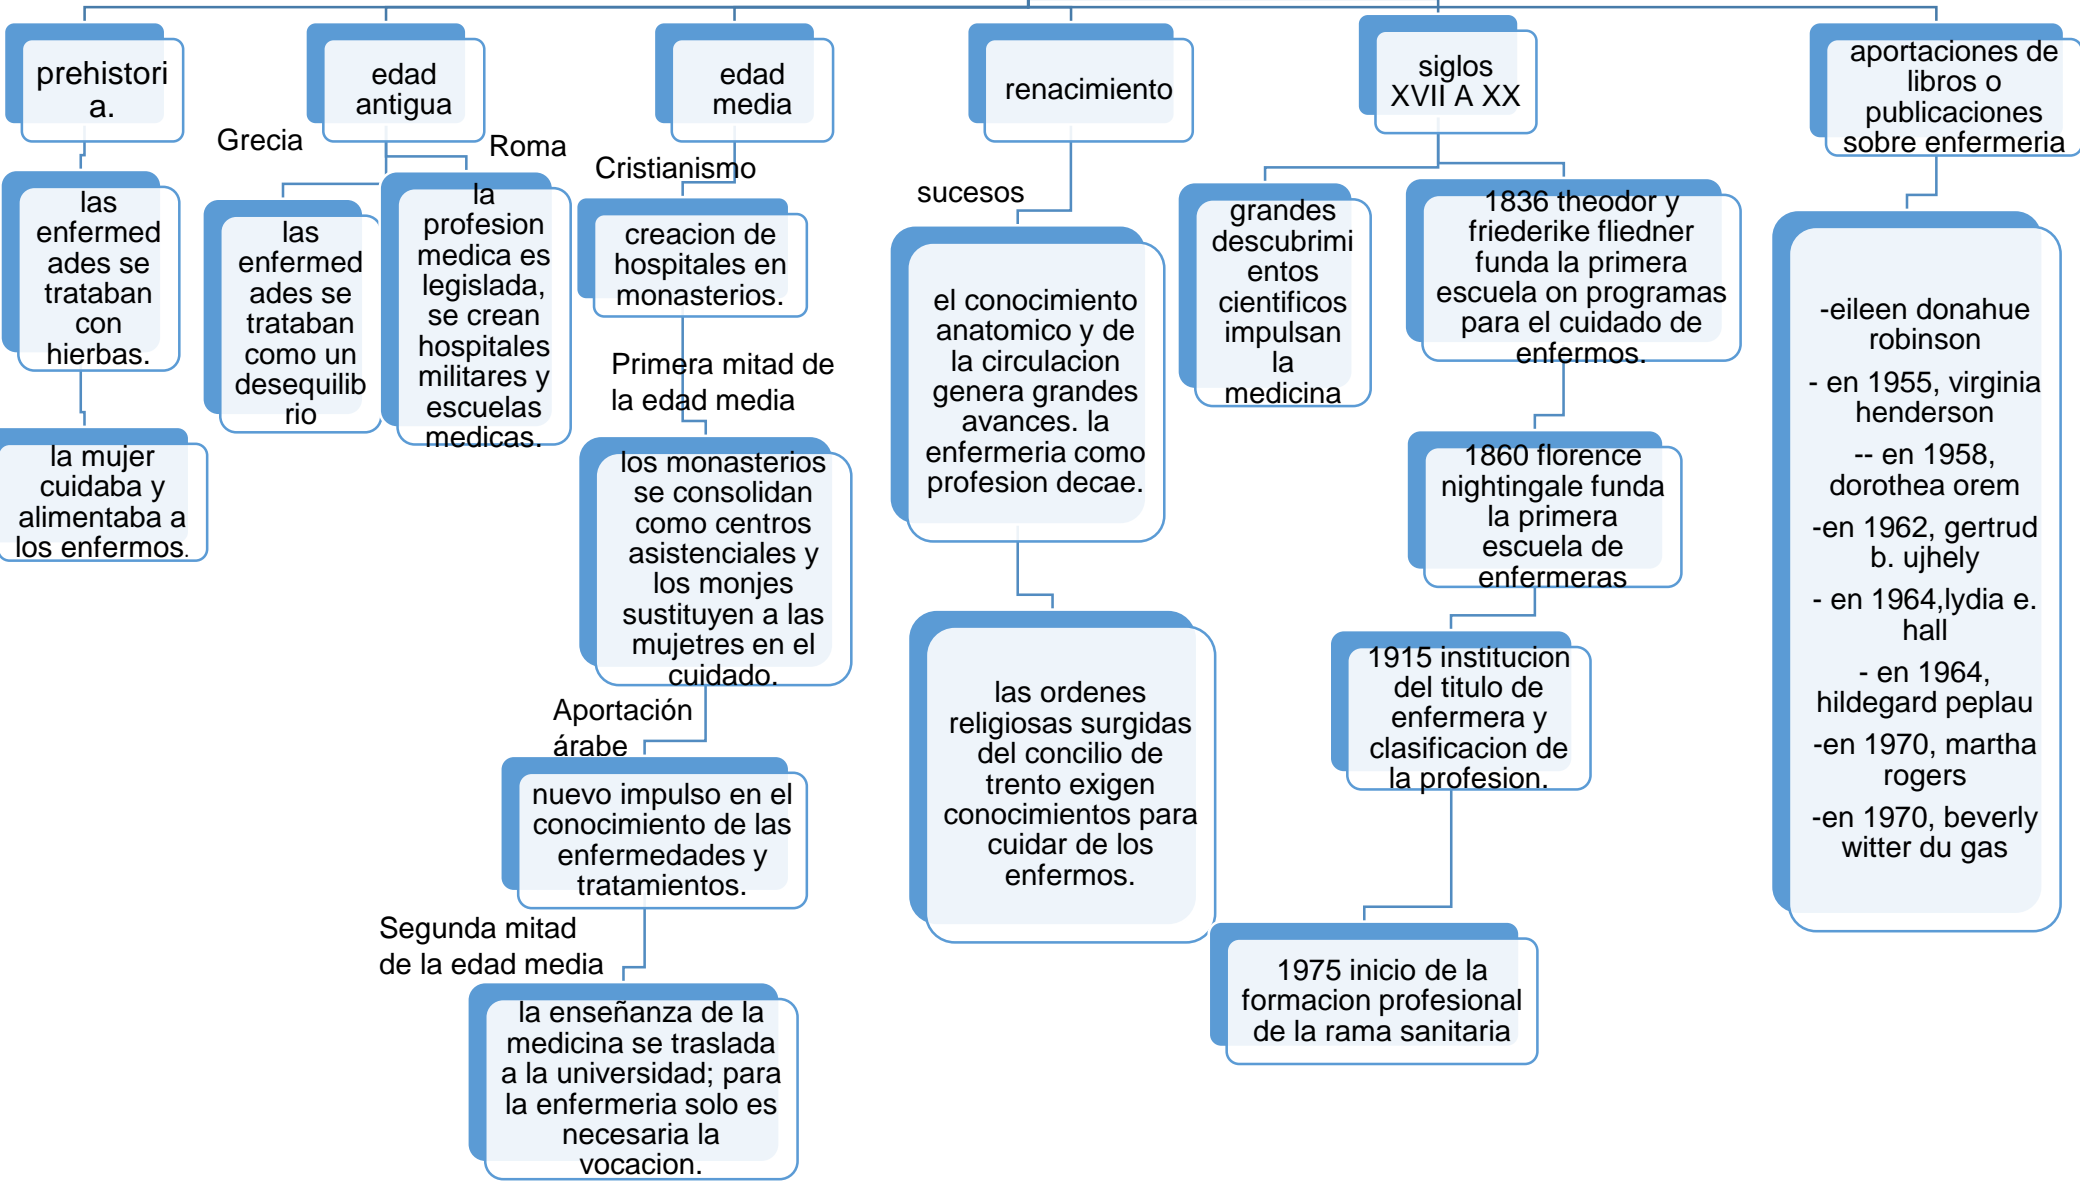 prehistori
a.
las
enfermed
ades se
trataban
con
hierbas.
la mujer
cuidaba y
alimentaba a
los enfermos.
edad
antigua
Grecia
las
enfermed
ades se
trataban
como un
desequilib
rio
Roma
la
profesion
medica es
legislada,
se crean
hospitales
militares y
escuelas
medicas.
edad
media
Cristianismo
creacion de
hospitales en
monasterios.
Primera mitad de
la edad media
los monasterios
se consolidan
como centros
asistenciales y
los monjes
sustituyen a las
mujetres en el
cuidado.
Aportación
árabe
nuevo impulso en el
conocimiento de las
enfermedades y
tratamientos.
Segunda mitad
de la edad media
la enseñanza de la
medicina se traslada
a la universidad; para
la enfermeria solo es
necesaria la
vocacion.
renacimiento
sucesos
el conocimiento
anatomico y de
la circulacion
genera grandes
avances. la
enfermeria como
profesion decae.
las ordenes
religiosas surgidas
del concilio de
trento exigen
conocimientos para
cuidar de los
enfermos.
siglos
XVII A XX
grandes
descubrimi
entos
cientificos
impulsan
la
medicina
1836 theodor y
friederike fliedner
funda la primera
escuela on programas
para el cuidado de
enfermos.
1860 florence
nightingale funda
la primera
escuela de
enfermeras
1915 institucion
del titulo de
enfermera y
clasificacion de
la profesion.
1975 inicio de la
formacion profesional
de la rama sanitaria
aportaciones de
libros o
publicaciones
sobre enfermeria
-eileen donahue
robinson
- en 1955, virginia
henderson
-- en 1958,
dorothea orem
-en 1962, gertrud
b. ujhely
- en 1964,lydia e.
hall
- en 1964,
hildegard peplau
-en 1970, martha
rogers
-en 1970, beverly
witter du gas